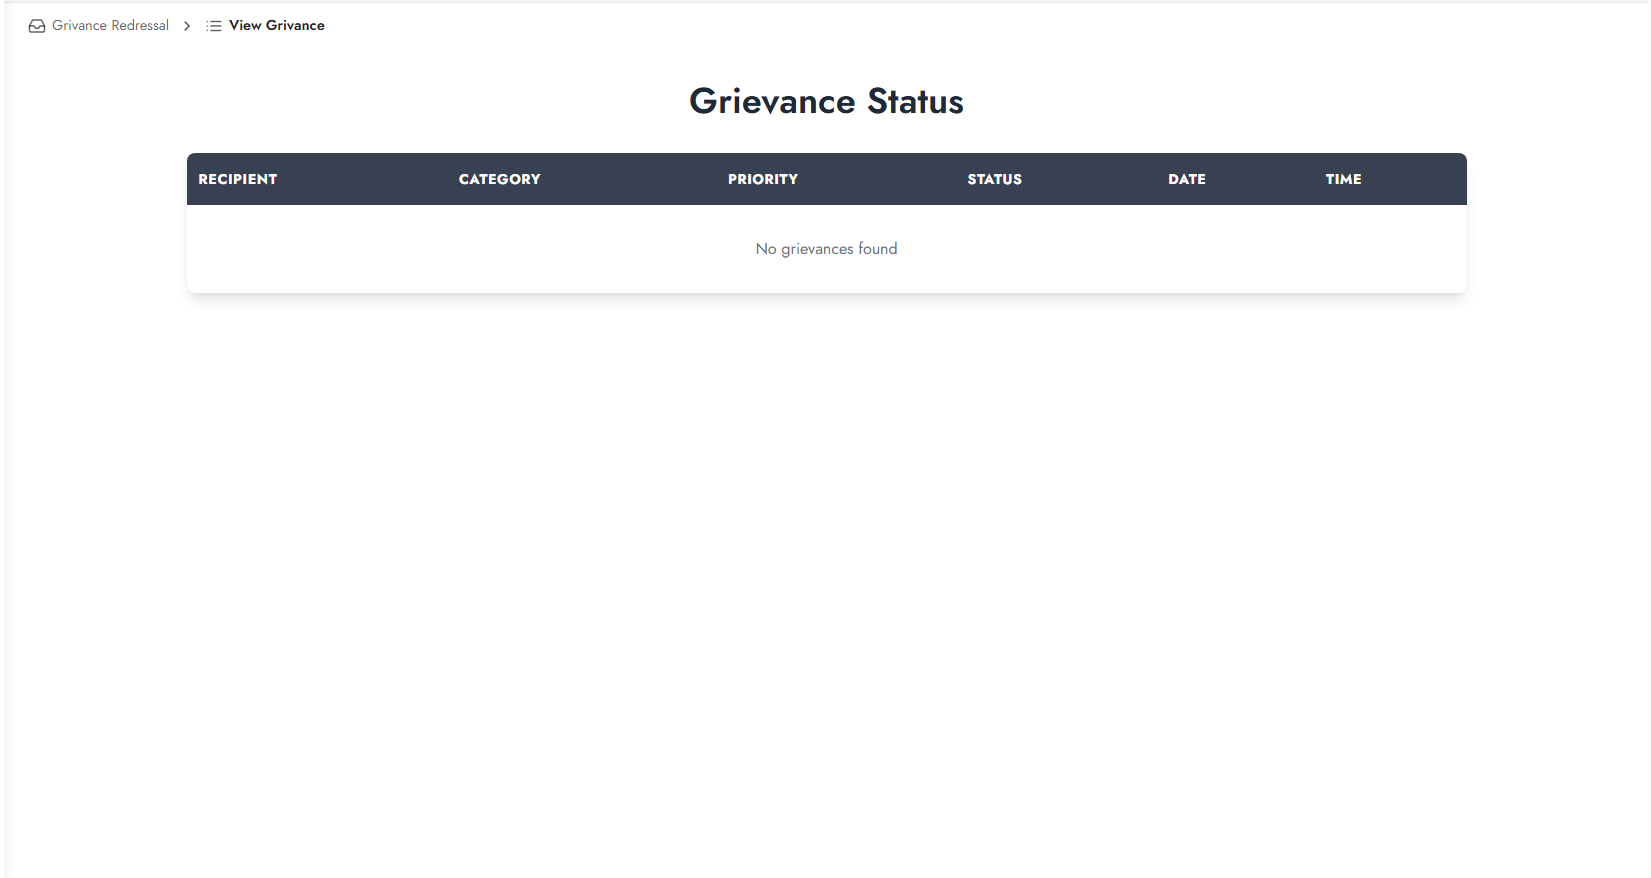 Grivance Redressal > View Grivance
Grievance Status
RECIPIENT CATEGORY PRIORITY STATUS DATE TIME
No grievances found